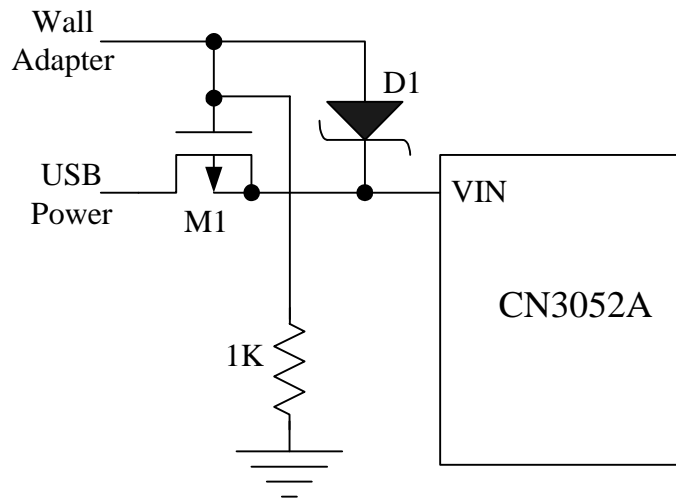 Wall
Adapter
D1
USB
Power
M1
VIN
CN3052A
1K